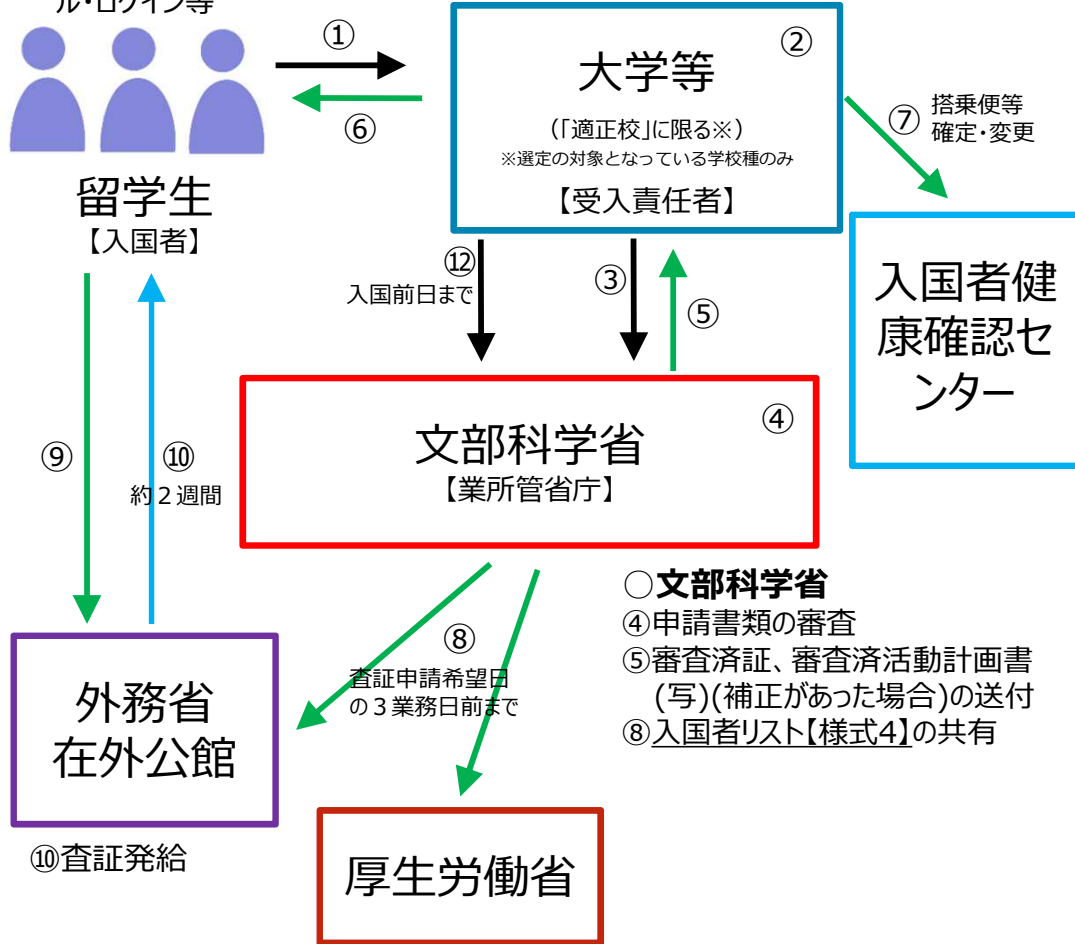 ル・ログイン等
①
②
大学等
(「適正校」に限る※)
※選定の対象となっている学校種のみ
【受入責任者】
⑥
⑦
搭乗便等
確定・変更
留学生
【入国者】
⑫
入国前日まで
③
⑤
入国者健
康確認セ
ンター
④
文部科学省
【業所管省庁】
⑨
⑩
約2週間
⑧
査証申請希望日
の3業務日前まで
○文部科学省
④申請書類の審査
⑤審査済証、審査済活動計画書
(写)(補正があった場合)の送付
⑧入国者リスト【様式4】の共有
外務省
在外公館
⑩査証発給
厚生労働省